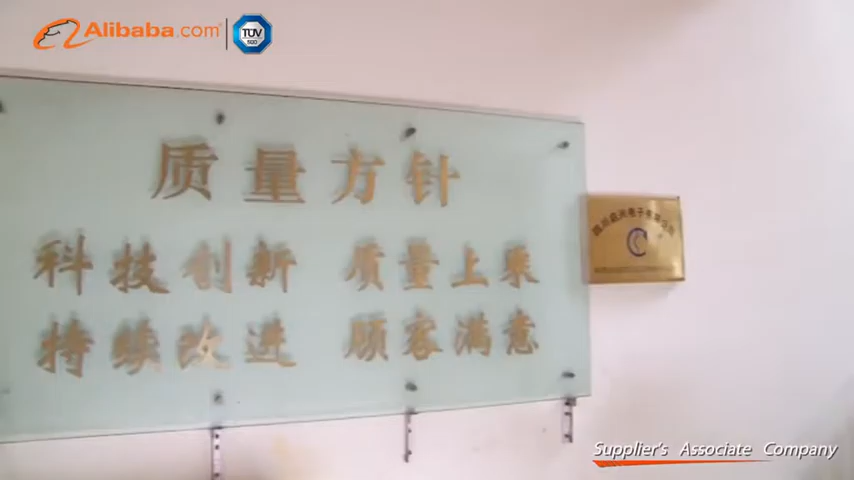 Alibaba.com
TÜV
SÜD
质量方针
科技创新 质量上乘
持续改进 顾客满意
Supplier's Associate Company